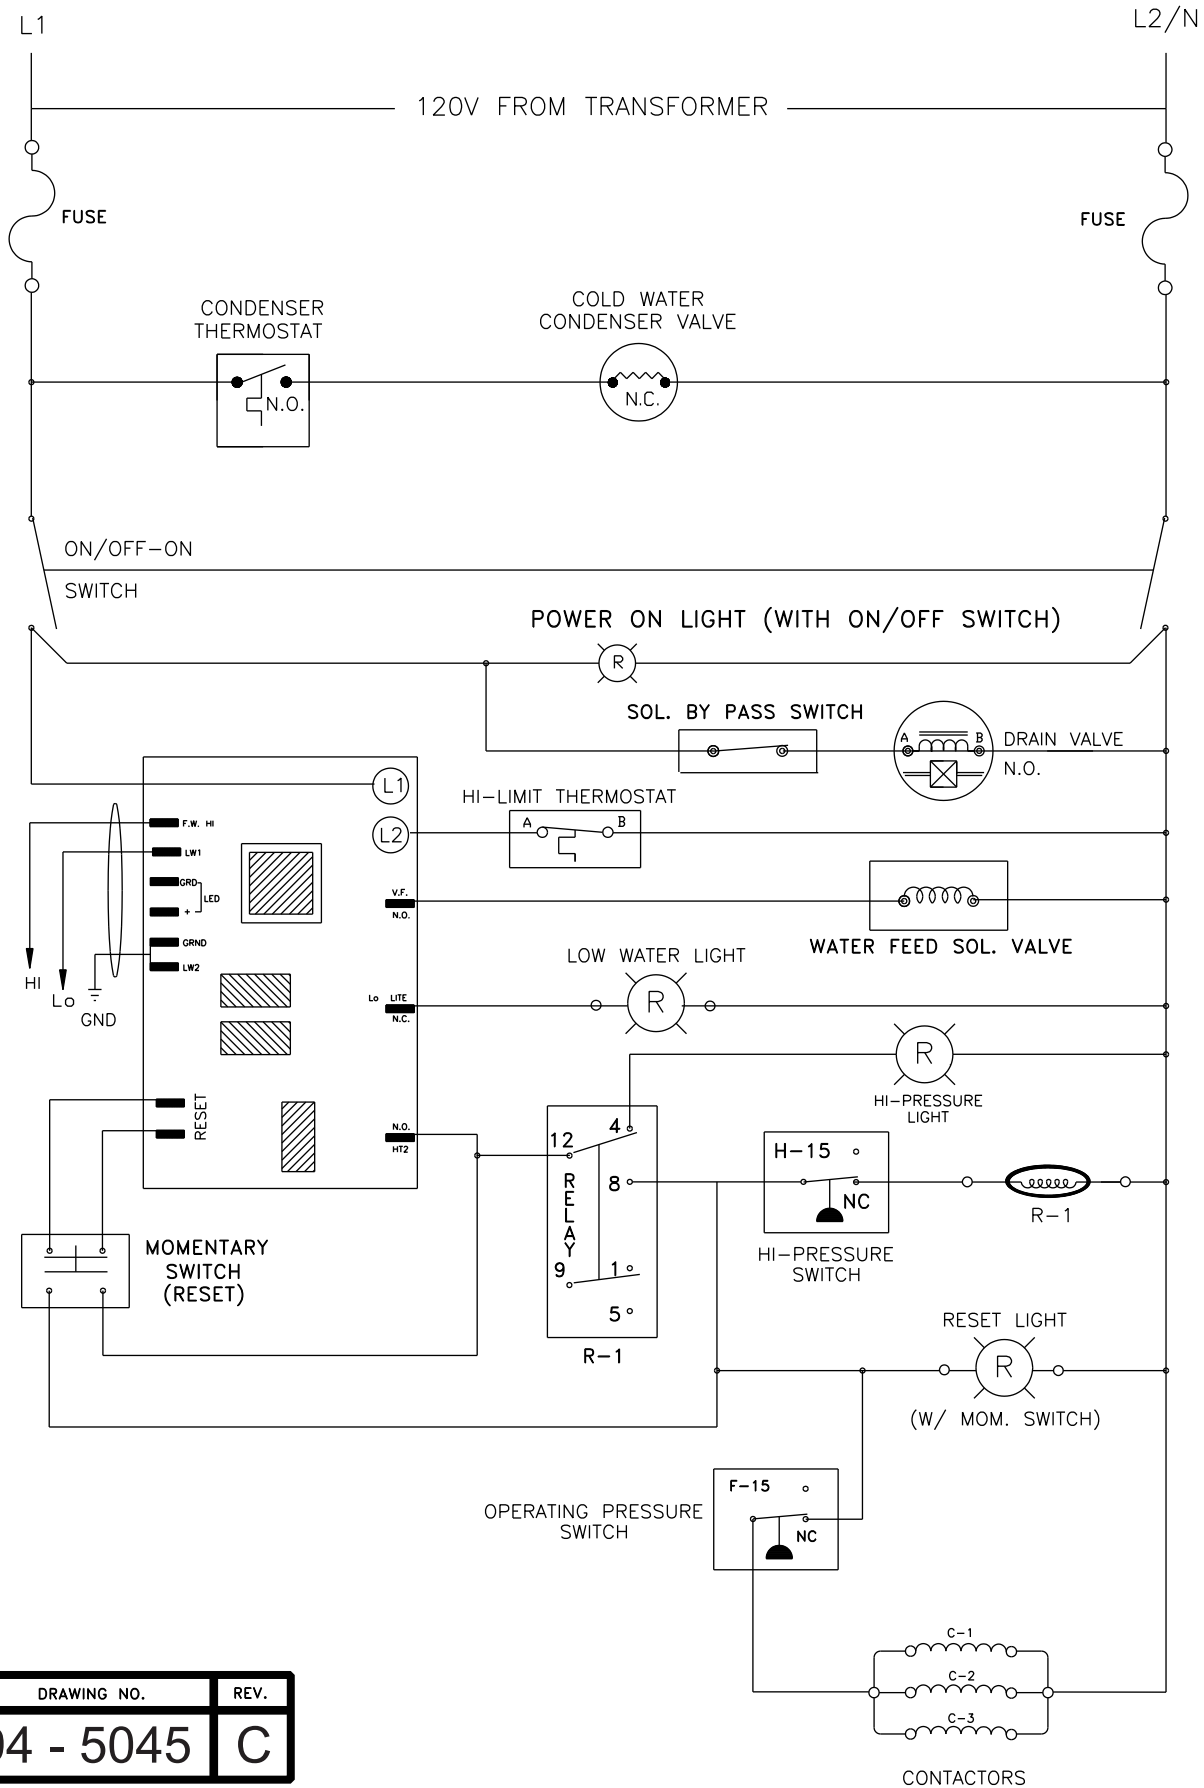 L1
L2/N
120V FROM TRANSFORMER
FUSE
FUSE
CONDENSER
THERMOSTAT
N.O.
COLD WATER
CONDENSER VALVE
N.C.
ON/OFF-ON
SWITCH
POWER ON LIGHT (WITH ON/OFF SWITCH)
R
SOL. BY PASS SWITCH
A B
DRAIN VALVE
N.O.
L1
HI-LIMIT THERMOSTAT
A B
L2
F.W. HI
LW1
GRD
LED
+
GRND
LW2
HI
Lo
GND
V.F.
N.O.
WATER FEED SOL. VALVE
LOW WATER LIGHT
R
Lo LITE
N.C.
R
HI-PRESSURE
LIGHT
RESET
N.O.
HT2
12
4
8
RELAY
9
1
5
R-1
H-15
NC
HI-PRESSURE
SWITCH
R-1
MOMENTARY
SWITCH
(RESET)
RESET LIGHT
R
(W/ MOM. SWITCH)
F-15
NC
OPERATING PRESSURE
SWITCH
C-1
C-2
C-3
CONTACTORS
DRAWING NO. REV.
- 5045 C